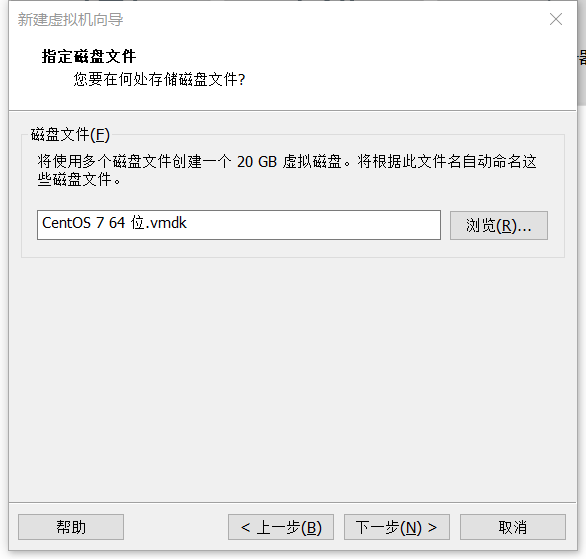 新建虚拟机向导
指定磁盘文件
您要在何处存储磁盘文件?
磁盘文件(F)
将使用多个磁盘文件创建一个 20 GB 虚拟磁盘。将根据此文件名自动命名这
些磁盘文件。
CentOS 7 64 位.vmdk
浏览(R)...
帮助
< 上一步(B)
下一步(N) >
取消